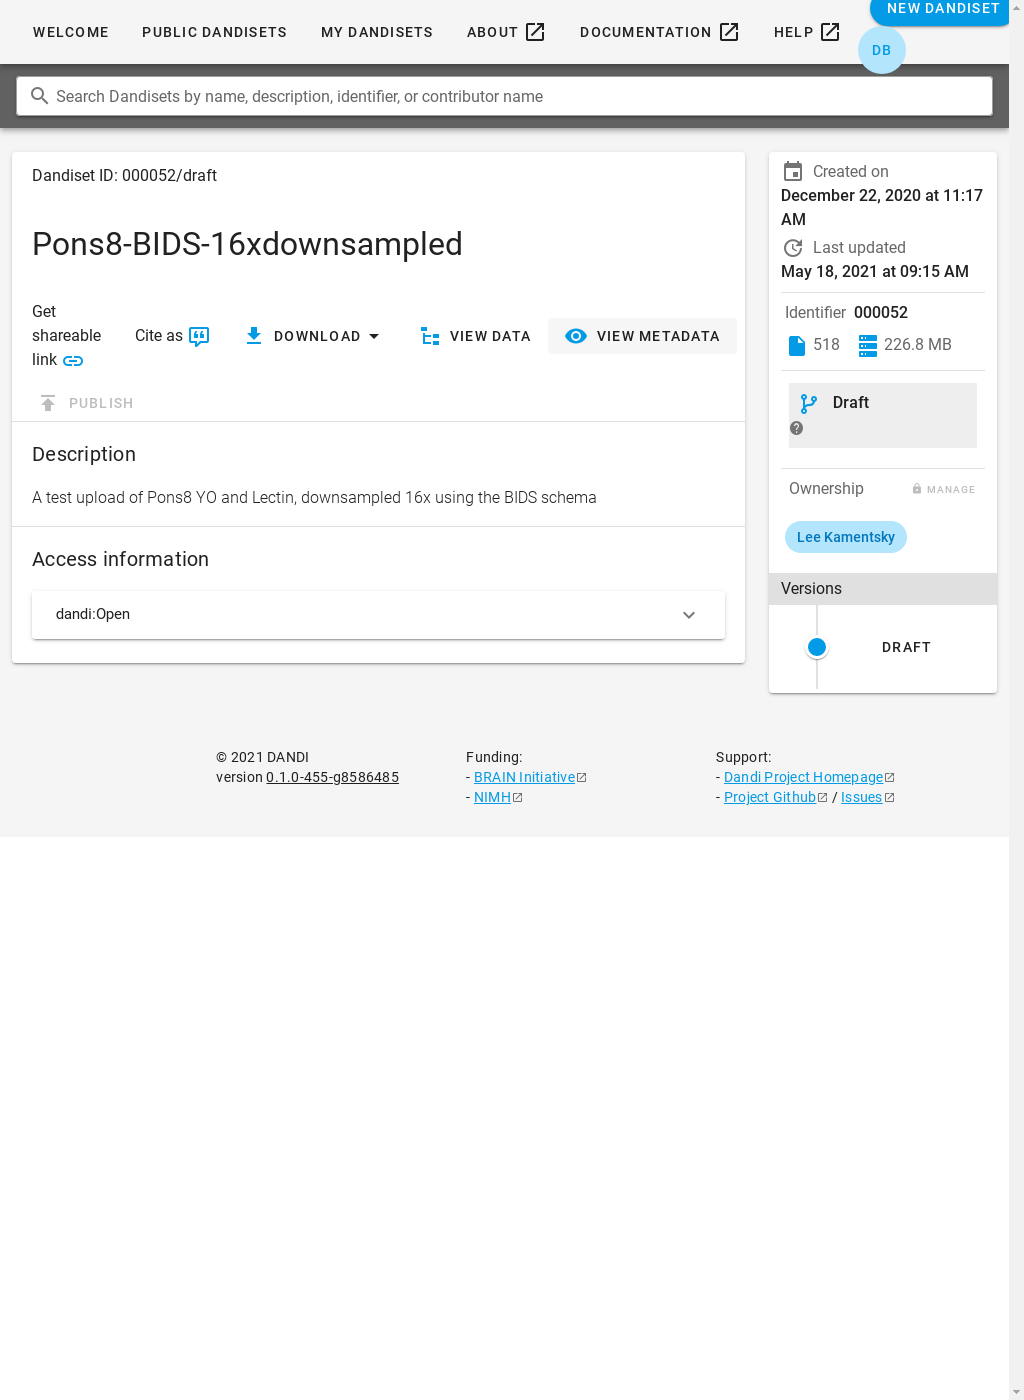 WELCOME PUBLIC DANDISETS MY DANDISETS ABOUT DOCUMENTATION HELP NEW DANDISET
DB
Search Dandisets by name, description, identifier, or contributor name
Dandiset ID: 000052/draft
Pons8-BIDS-16xdownsampled
Get
shareable
link
Cite as DOWNLOAD VIEW DATA VIEW METADATA
PUBLISH
Description
A test upload of Pons8 YO and Lectin, downsampled 16x using the BIDS schema
Access information
dandi:Open
Created on
December 22, 2020 at 11:17
AM
Last updated
May 18, 2021 at 09:15 AM
Identifier 000052
518 226.8 MB
Draft
Ownership MANAGE
Lee Kamentsky
Versions
DRAFT
© 2021 DANDI
version 0.1.0-455-g8586485
Funding:
- BRAIN Initiative
- NIMH
Support:
- Dandi Project Homepage
- Project Github / Issues